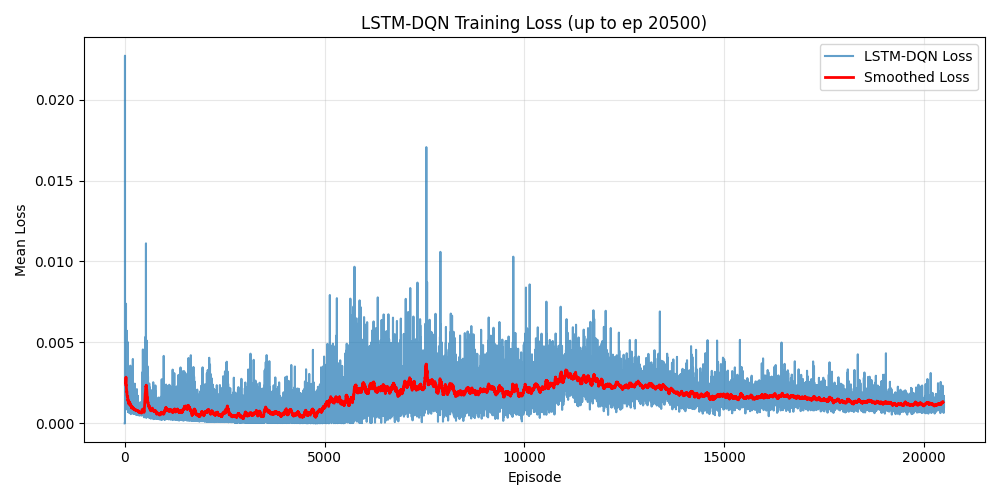 LSTM-DQN Training Loss (up to ep 20500)
LSTM-DQN Loss
Smoothed Loss
Mean Loss
0.020
0.015
0.010
0.005
0.000
0
5000
10000
15000
20000
Episode